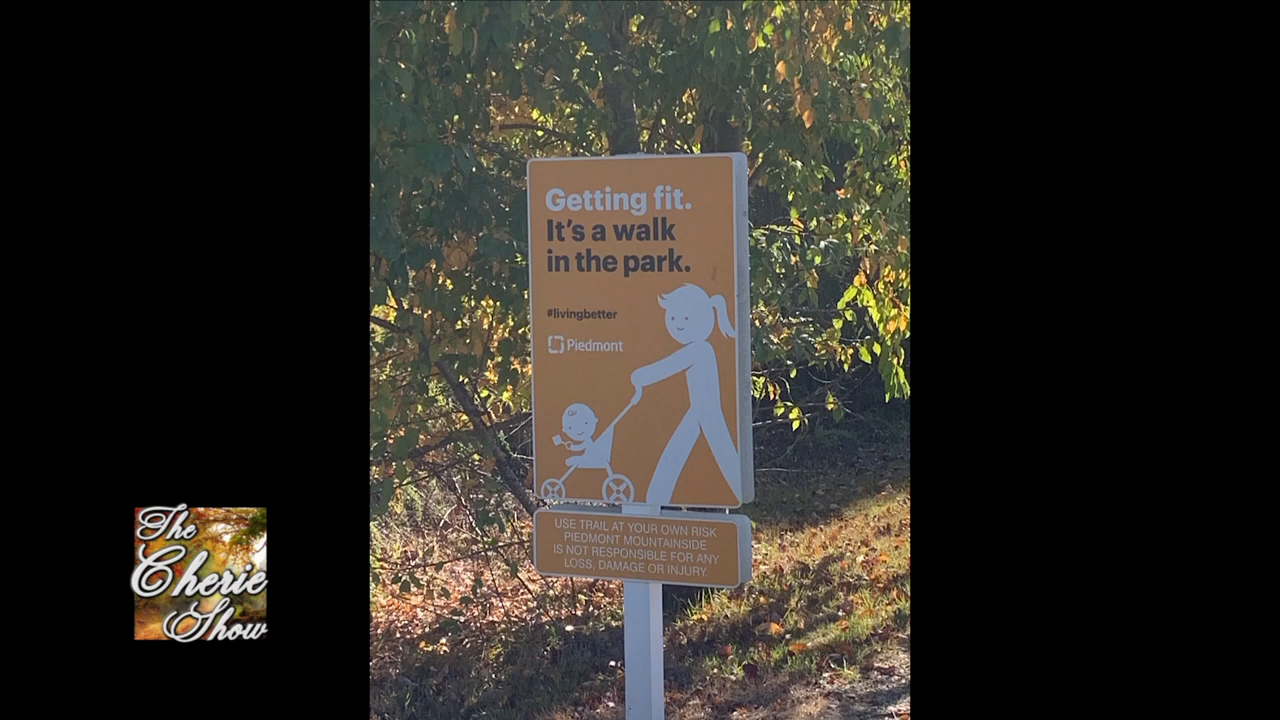 Getting fit.
It's a walk
in the park.
#livingbetter
Piedmont
USE TRAIL AT YOUR OWN RISK
PIEDMONT MOUNTAINSIDE
IS NOT RESPONSIBLE FOR ANY
LOSS, DAMAGE OR INJURY.
The
Cherie
Show